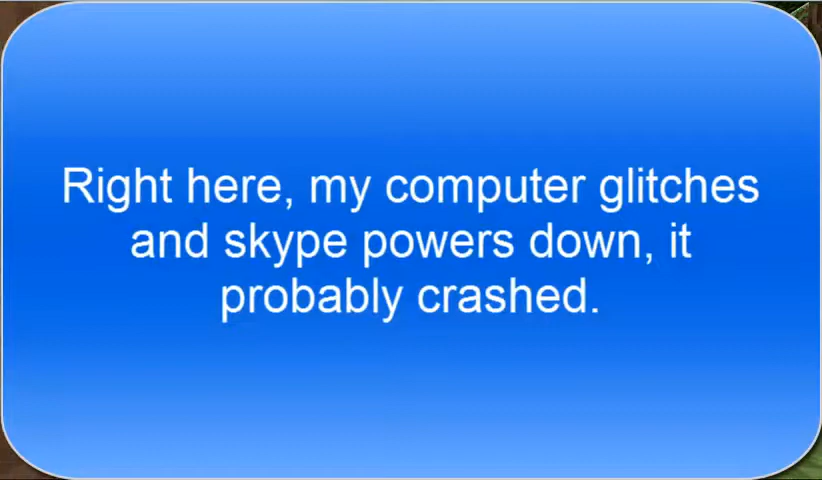 Right here, my computer glitches
and skype powers down, it
probably crashed.